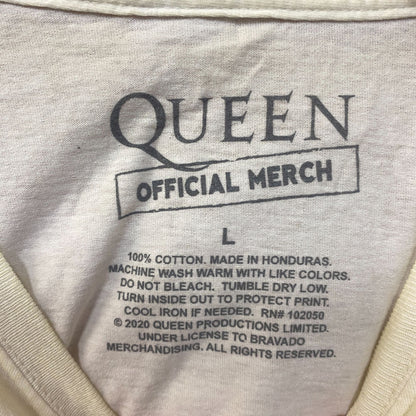 QUEEN
OFFICIAL MERCH
L
100% COTTON. MADE IN HONDURAS.
MACHINE WASH WARM WITH LIKE COLORS.
DO NOT BLEACH. TUMBLE DRY LOW.
TURN INSIDE OUT TO PROTECT PRINT.
COOL IRON IF NEEDED. RN# 102050
© 2020 QUEEN PRODUCTIONS LIMITED.
UNDER LICENSE TO BRAVADO
MERCHANDISING. ALL RIGHTS RESERVED.